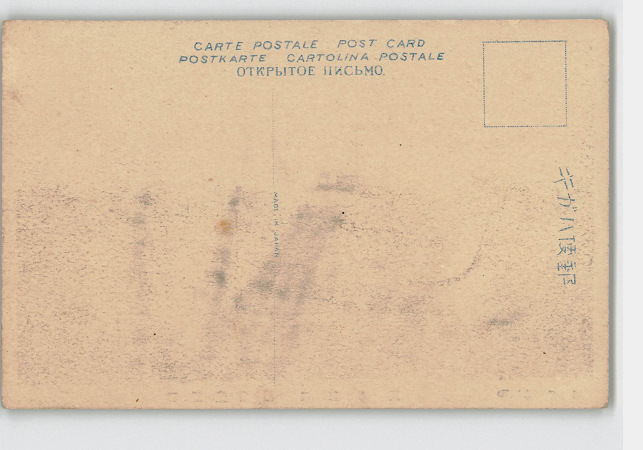 CARTE POSTALE POST CARD
POSTKARTE CARTOLINA POSTALE
ОТКРЫТОЕ ПИСЬМО.
MADE IN JAPAN